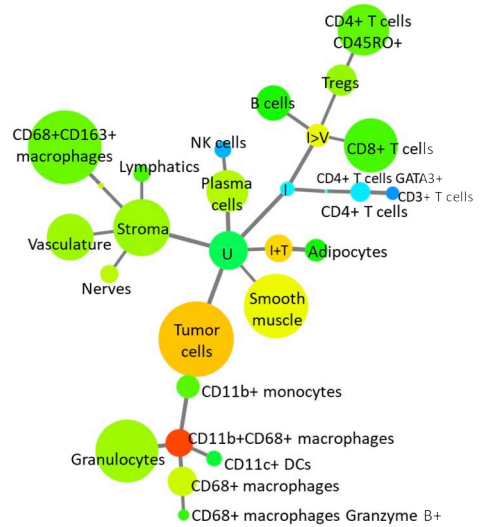 CD4+ T cells
CD45RO+
Tregs
B cells
I>V
CD68+CD163+
macrophages
NK cells
CD8+ T cells
Lymphatics
Plasma
cells
I
CD4+ T cells GATA3+
CD3+ T cells
CD4+ T cells
Stroma
Vasculature
U
I+T
Adipocytes
Nerves
Smooth
muscle
Tumor
cells
CD11b+ monocytes
CD11b+CD68+ macrophages
Granulocytes
CD11c+ DCs
CD68+ macrophages
CD68+ macrophages Granzyme B+